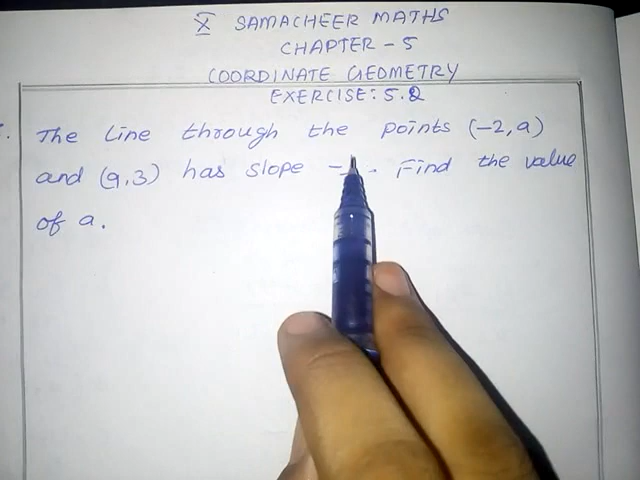 X SAMACHEER MATHS
CHAPTER - 5
COORDINATE GEOMETRY
EXERCISE: 5.2
The line through the points (-2, a)
and (9,3) has slope - . Find the value
of a.